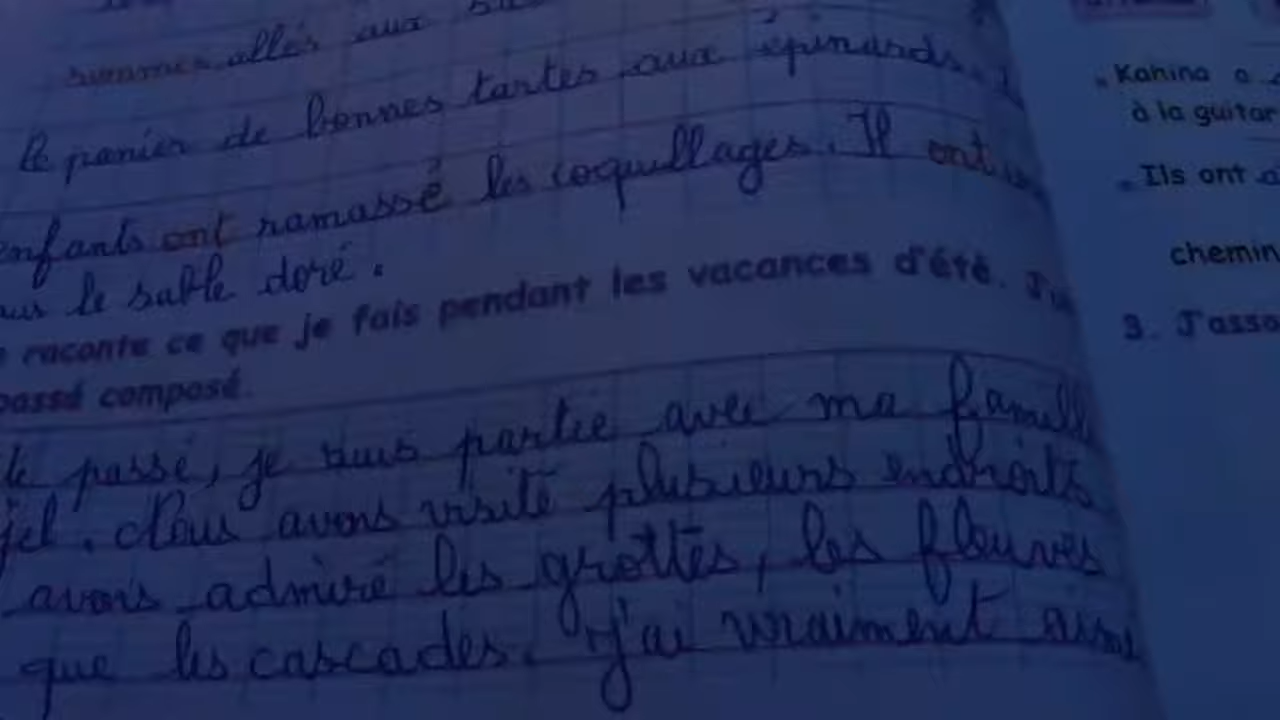 sommes allés aux
le panier de bonnes tartes aux épinards.
enfants ont ramassé les coquillages. Il ont
le sable doré.
raconte ce que je fais pendant les vacances d'été.
passé composé.
passé, je suis partie avec ma famill
jel. Nous avons visité plusieurs endroits
avons admiré les grottes, les fleuves
que les cascades. J'ai vraiment aimé
Kahina a
à la guitar
Ils ont a
chemin
3. J'asso